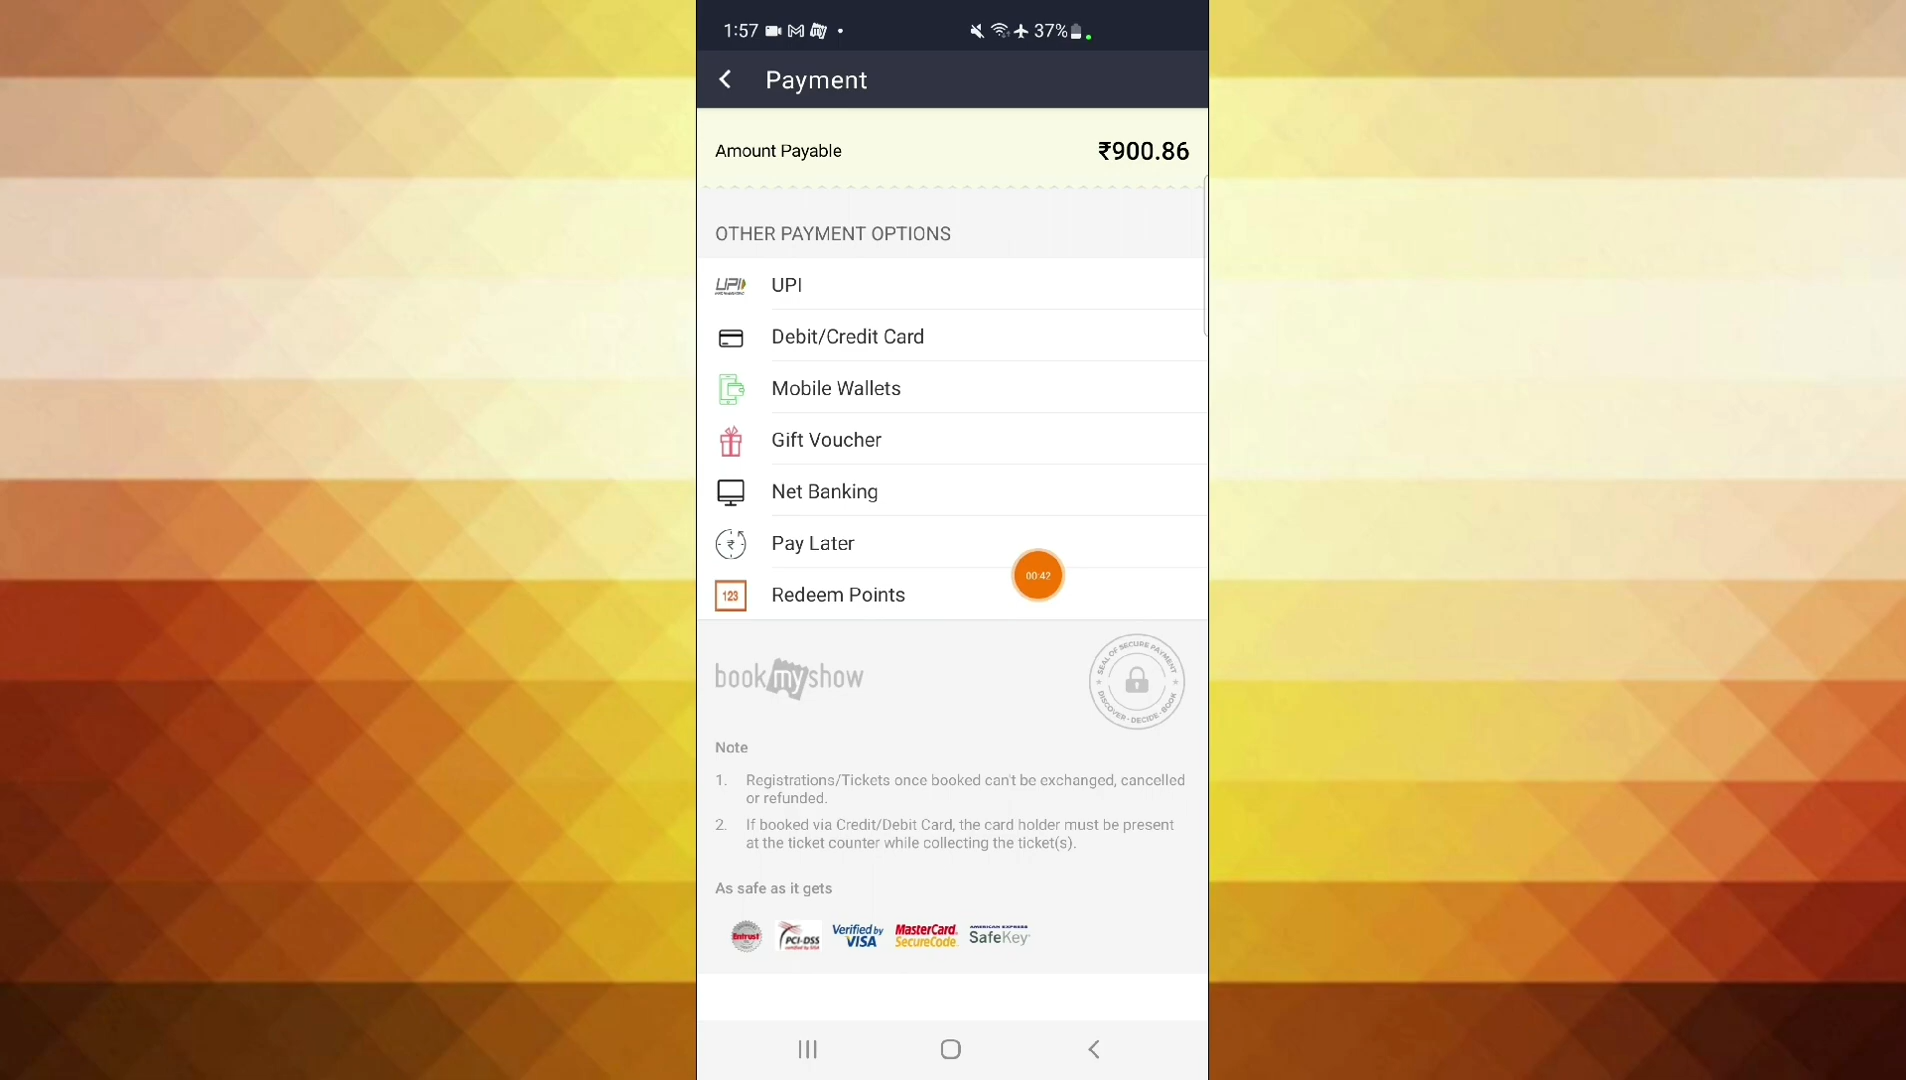 1:57
37%
Payment
Amount Payable
₹900.86
OTHER PAYMENT OPTIONS
UPI
UPI
Debit/Credit Card
Mobile Wallets
Gift Voucher
Net Banking
₹
Pay Later
00:42
123
Redeem Points
bookmyshow
SEAL OF SECURE PAYMENT
DISCOVER · DECIDE · BOOK
Note
1. Registrations/Tickets once booked can't be exchanged, cancelled
or refunded.
2. If booked via Credit/Debit Card, the card holder must be present
at the ticket counter while collecting the ticket(s).
As safe as it gets
Entrust
PCI-DSS
Verified by
VISA
MasterCard.
SecureCode.
AMERICAN EXPRESS
SafeKey